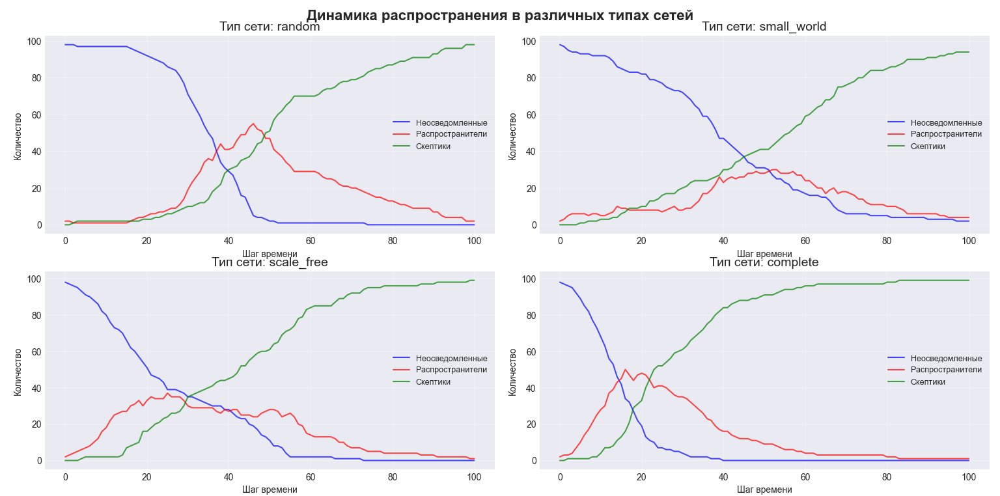 Динамика распространения в различных типах сетей
Тип сети: random
100
80
60
40
20
0
Количество
Неосведомленные
Распространители
Скептики
0 20 40 60 80 100
Шаг времени
Тип сети: small_world
100
80
60
40
20
0
Количество
Неосведомленные
Распространители
Скептики
0 20 40 60 80 100
Шаг времени
Тип сети: scale_free
100
80
60
40
20
0
Количество
Неосведомленные
Распространители
Скептики
0 20 40 60 80 100
Шаг времени
Тип сети: complete
100
80
60
40
20
0
Количество
Неосведомленные
Распространители
Скептики
0 20 40 60 80 100
Шаг времени